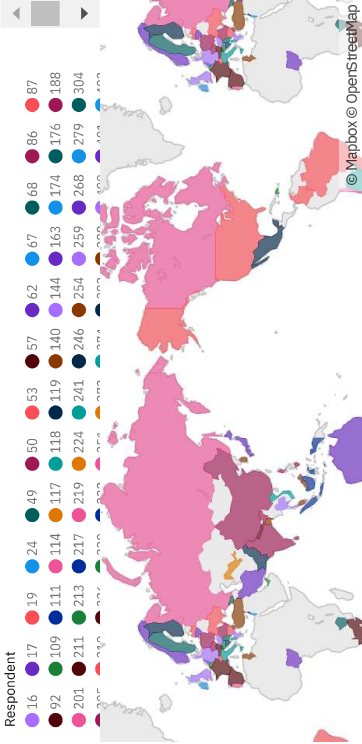 Respondent
16 17 19 24 49 50 53 57 62 67 68 86 87
92 109 111 114 117 118 119 140 144 163 174 176 188
201 211 213 217 219 224 241 246 254 259 268 279 304
© Mapbox © OpenStreetMap